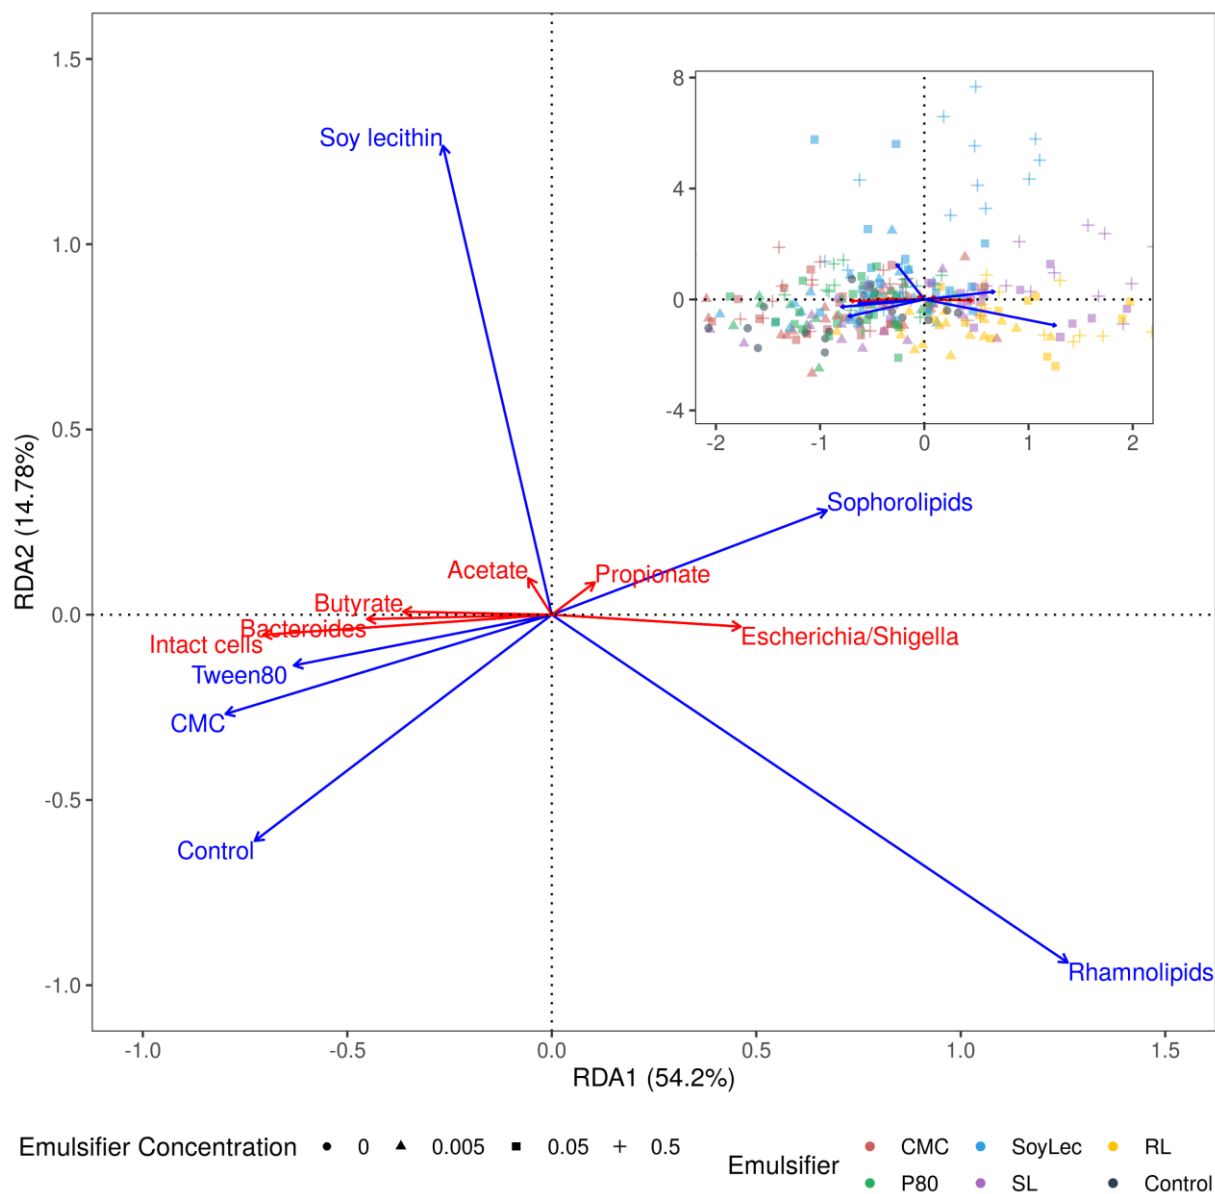 1.5
1.0
0.5
0.0
-0.5
-1.0
RDA2 (14.78%)
8
4
0
-4
-2 -1 0 1 2
Soy lecithin
Sophorolipids
Acetate
Propionate
Butyrate
Bacteroides
Escherichia/Shigella
Intact cells
Tween80
CMC
Control
Rhamnolipids
-1.0 -0.5 0.0 0.5 1.0 1.5
RDA1 (54.2%)
Emulsifier Concentration 0 0.005 0.05 0.5
Emulsifier
CMC SoyLec RL
P80 SL Control